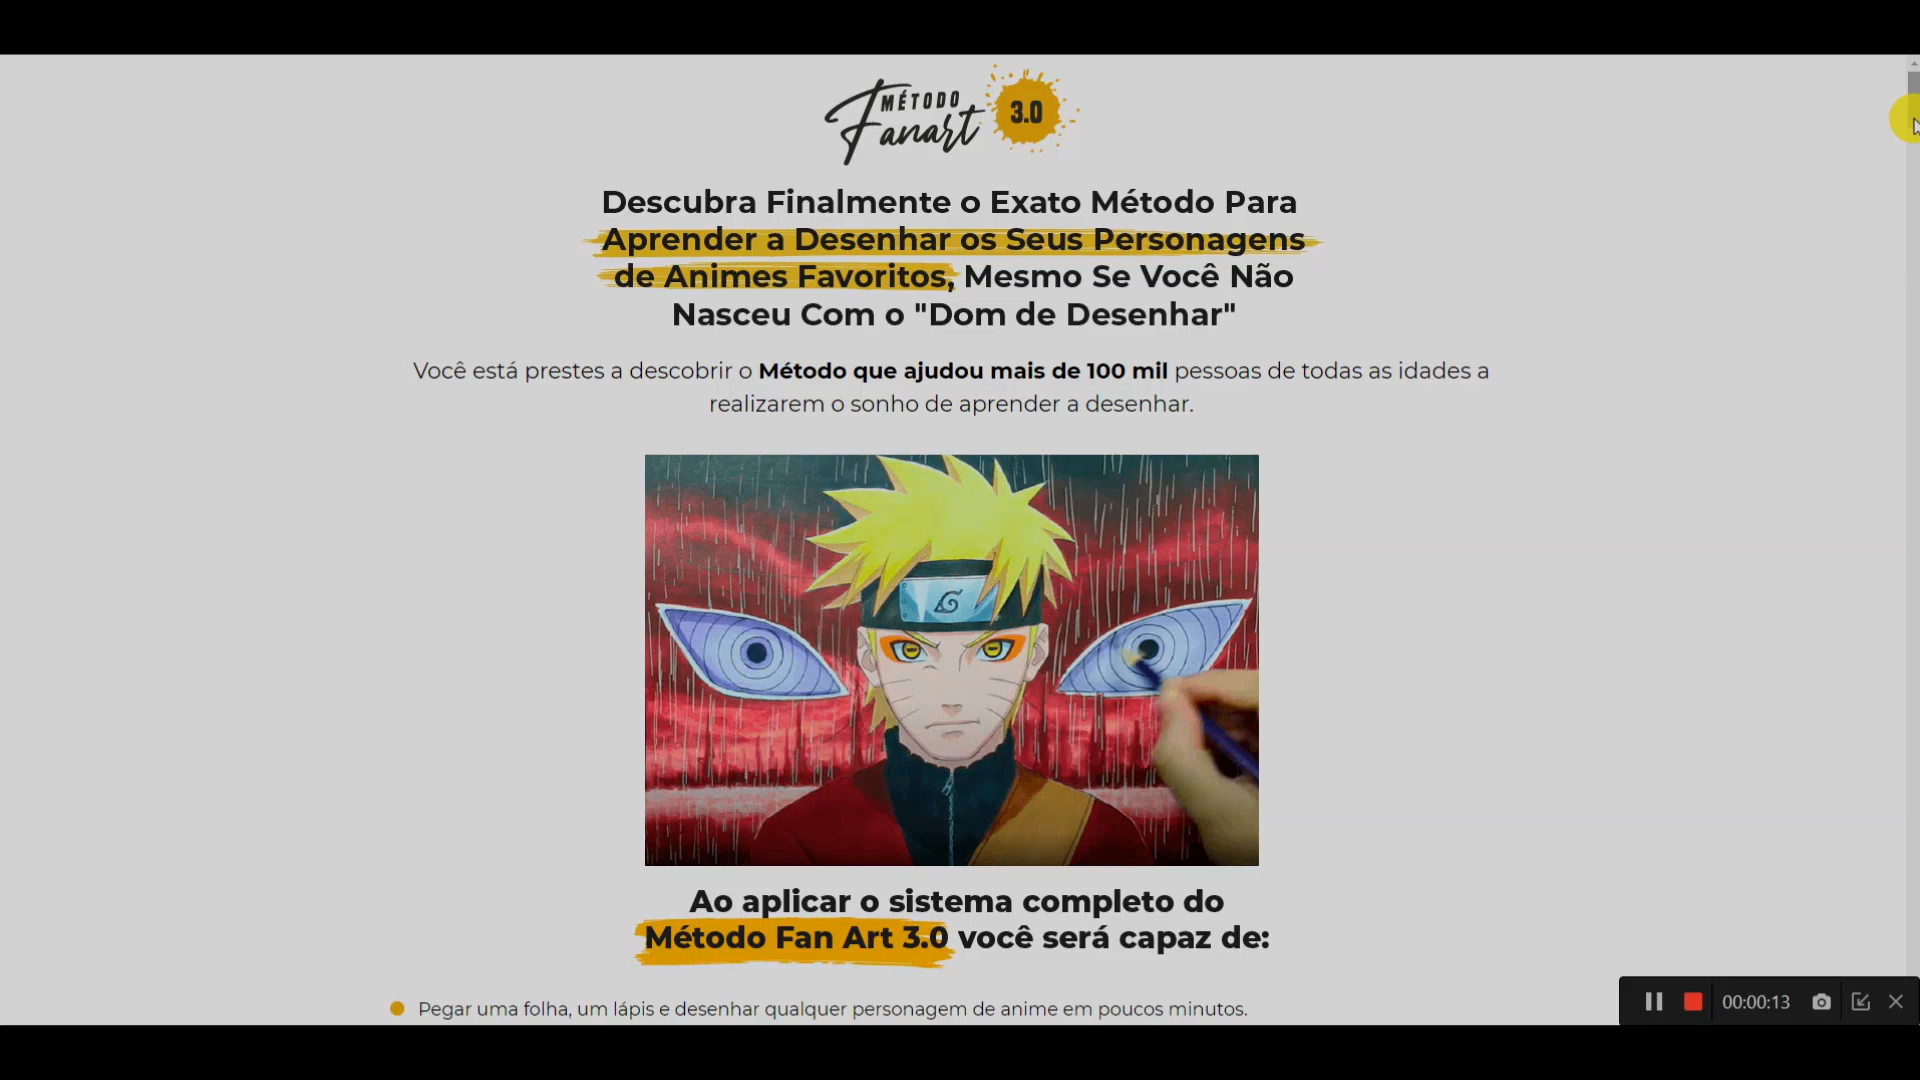 MÉTODO
Fanart
3.0
Descubra Finalmente o Exato Método Para
Aprender a Desenhar os Seus Personagens
de Animes Favoritos, Mesmo Se Você Não
Nasceu Com o "Dom de Desenhar"
Você está prestes a descobrir o Método que ajudou mais de 100 mil pessoas de todas as idades a
realizarem o sonho de aprender a desenhar.
Ao aplicar o sistema completo do
Método Fan Art 3.0 você será capaz de:
Pegar uma folha, um lápis e desenhar qualquer personagem de anime em poucos minutos.
00:00:13